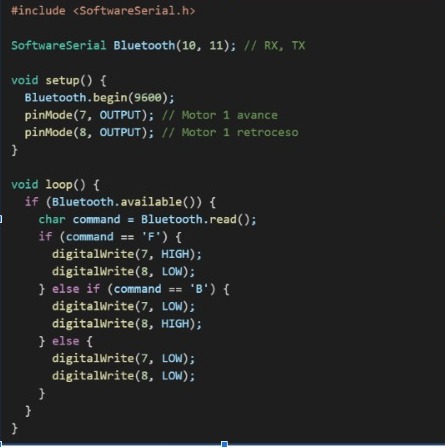 #include <SoftwareSerial.h>
SoftwareSerial Bluetooth(10, 11); // RX, TX
void setup() {
  Bluetooth.begin(9600);
  pinMode(7, OUTPUT); // Motor 1 avance
  pinMode(8, OUTPUT); // Motor 1 retroceso
}
void loop() {
  if (Bluetooth.available()) {
    char command = Bluetooth.read();
    if (command == 'F') {
      digitalWrite(7, HIGH);
      digitalWrite(8, LOW);
    } else if (command == 'B') {
      digitalWrite(7, LOW);
      digitalWrite(8, HIGH);
    } else {
      digitalWrite(7, LOW);
      digitalWrite(8, LOW);
    }
  }
}